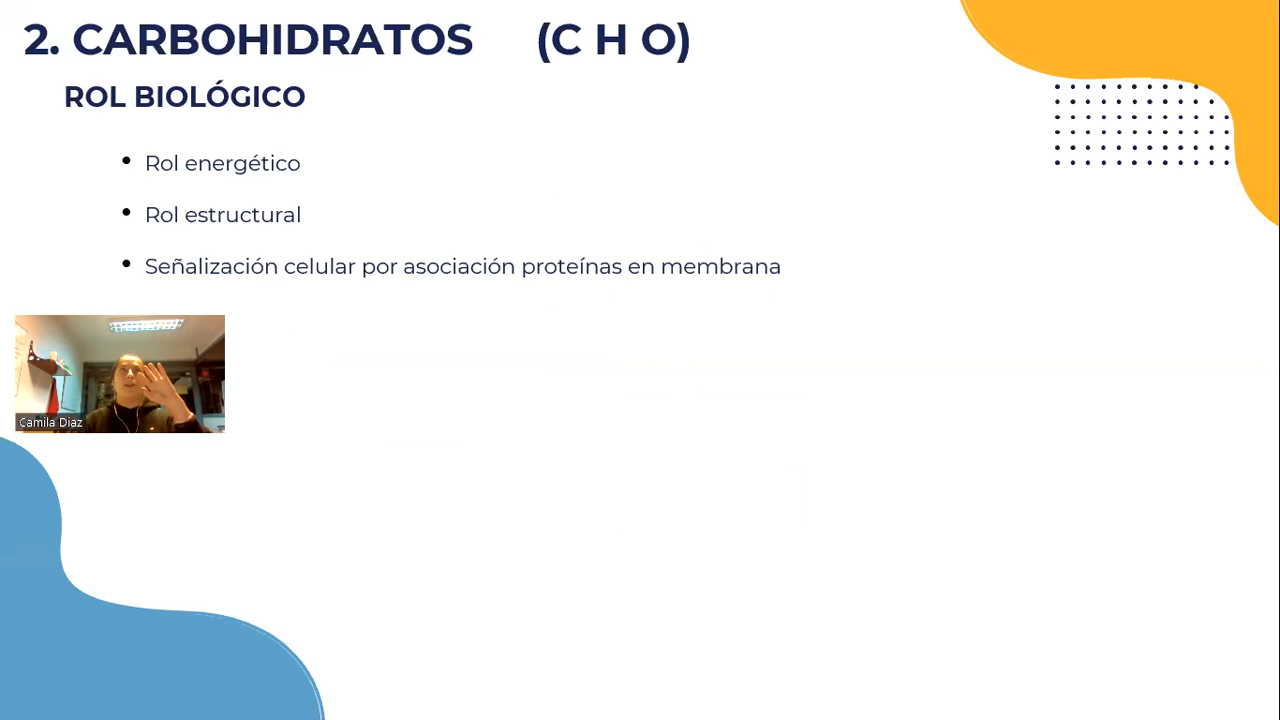 2. CARBOHIDRATOS (C H O)
ROL BIOLÓGICO
• Rol energético
• Rol estructural
• Señalización celular por asociación proteínas en membrana
Camila Diaz